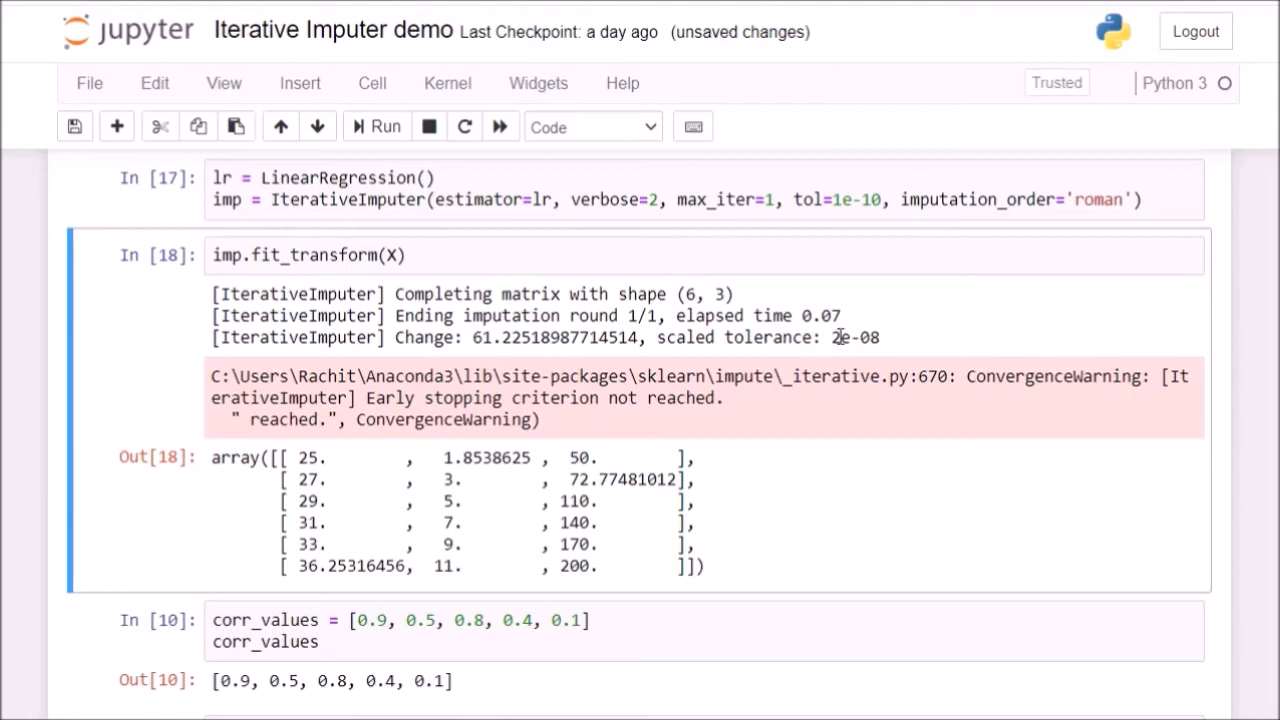 jupyter Iterative Imputer demo Last Checkpoint: a day ago (unsaved changes) Logout
File Edit View Insert Cell Kernel Widgets Help Trusted Python 3
Run Code
In [17]: lr = LinearRegression()
imp = IterativeImputer(estimator=lr, verbose=2, max_iter=1, tol=1e-10, imputation_order='roman')
In [18]: imp.fit_transform(X)
[IterativeImputer] Completing matrix with shape (6, 3)
[IterativeImputer] Ending imputation round 1/1, elapsed time 0.07
[IterativeImputer] Change: 61.22518987714514, scaled tolerance: 2e-08
C:\Users\Rachit\Anaconda3\lib\site-packages\sklearn\impute\_iterative.py:670: ConvergenceWarning: [It
erativeImputer] Early stopping criterion not reached.
" reached.", ConvergenceWarning)
Out[18]: array([[ 25. , 1.8538625 , 50. ],
[ 27. , 3. , 72.77481012],
[ 29. , 5. , 110. ],
[ 31. , 7. , 140. ],
[ 33. , 9. , 170. ],
[ 36.25316456, 11. , 200. ]])
In [10]: corr_values = [0.9, 0.5, 0.8, 0.4, 0.1]
corr_values
Out[10]: [0.9, 0.5, 0.8, 0.4, 0.1]